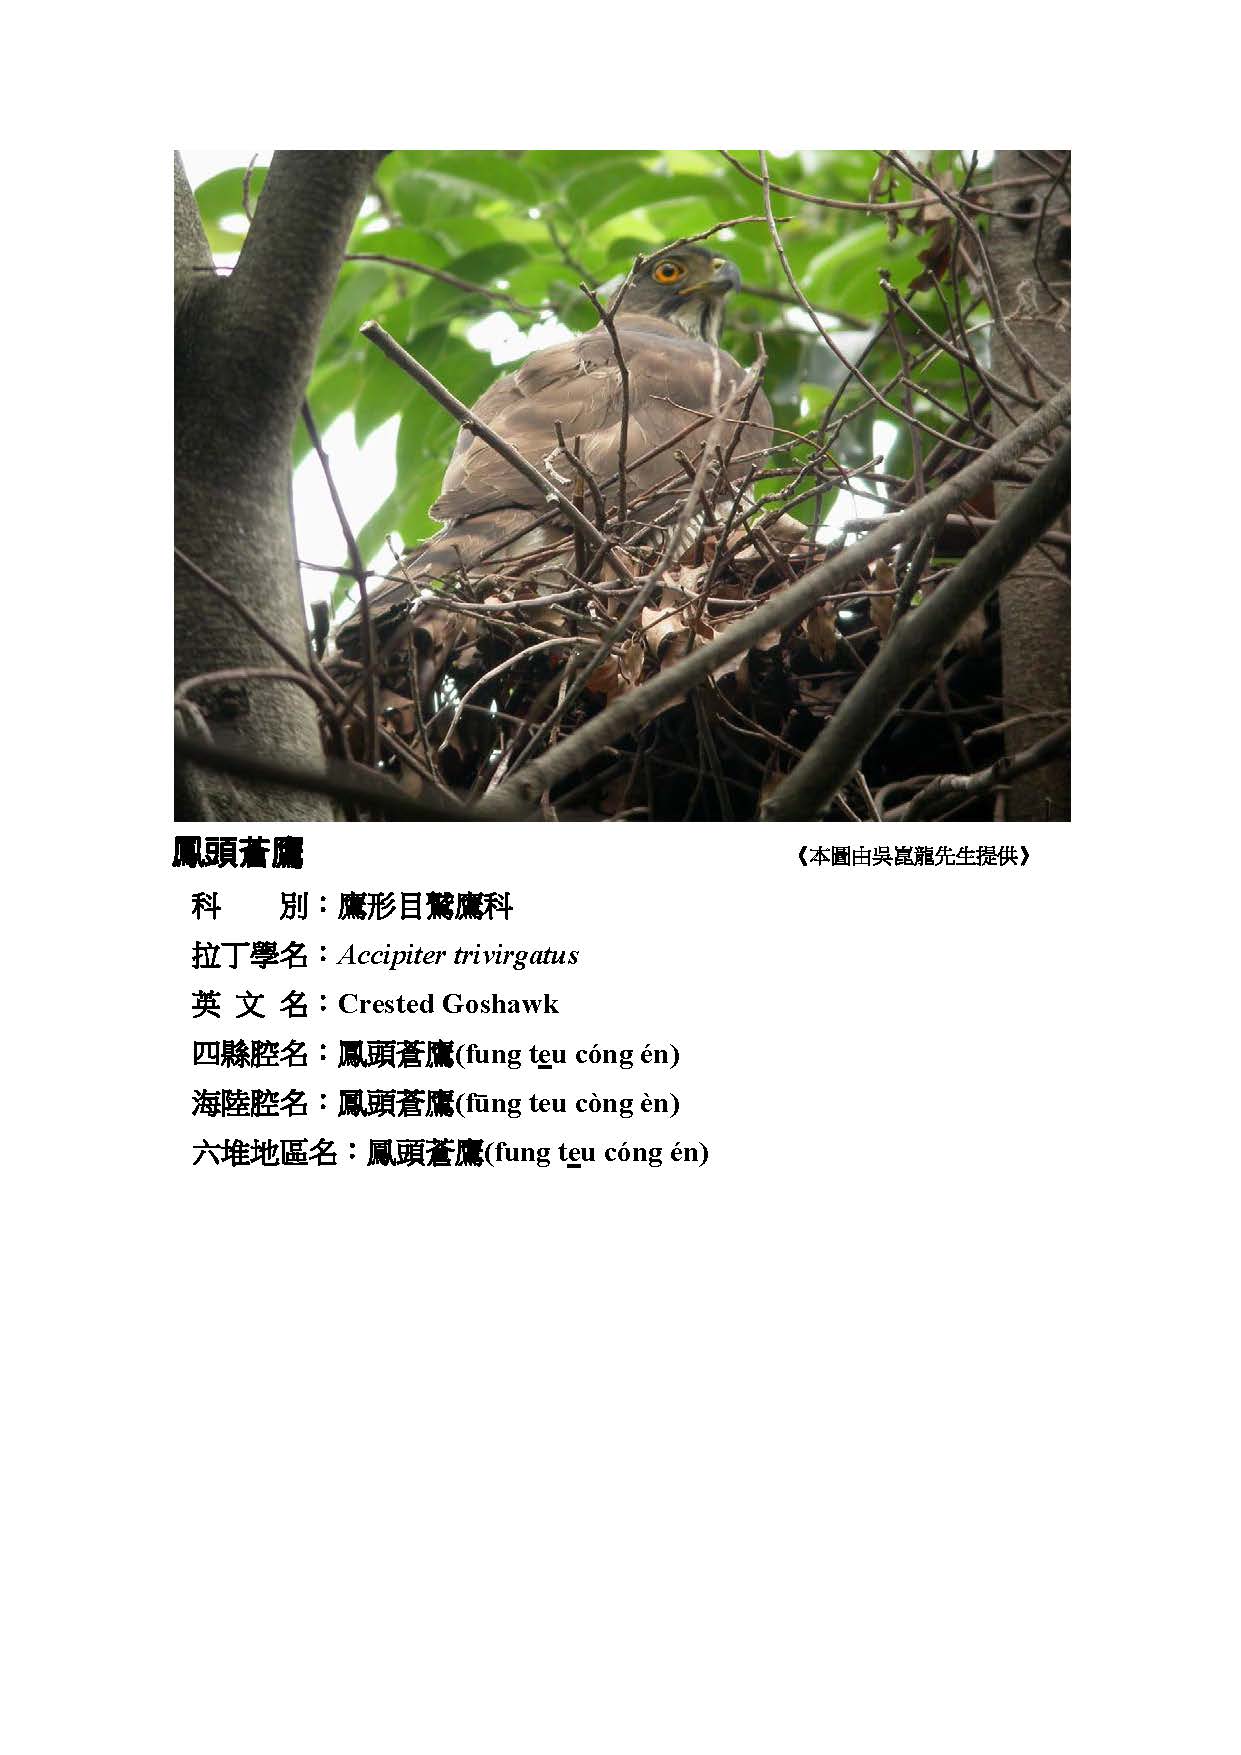 鳳頭蒼鷹 《本圖由吳崑龍先生提供》
科　　別：鷹形目鷲鷹科
拉丁學名：Accipiter trivirgatus
英 文 名：Crested Goshawk
四縣腔名：鳳頭蒼鷹(fung teu cóng én)
海陸腔名：鳳頭蒼鷹(fūng teu còng èn)
六堆地區名：鳳頭蒼鷹(fung teu cóng én)